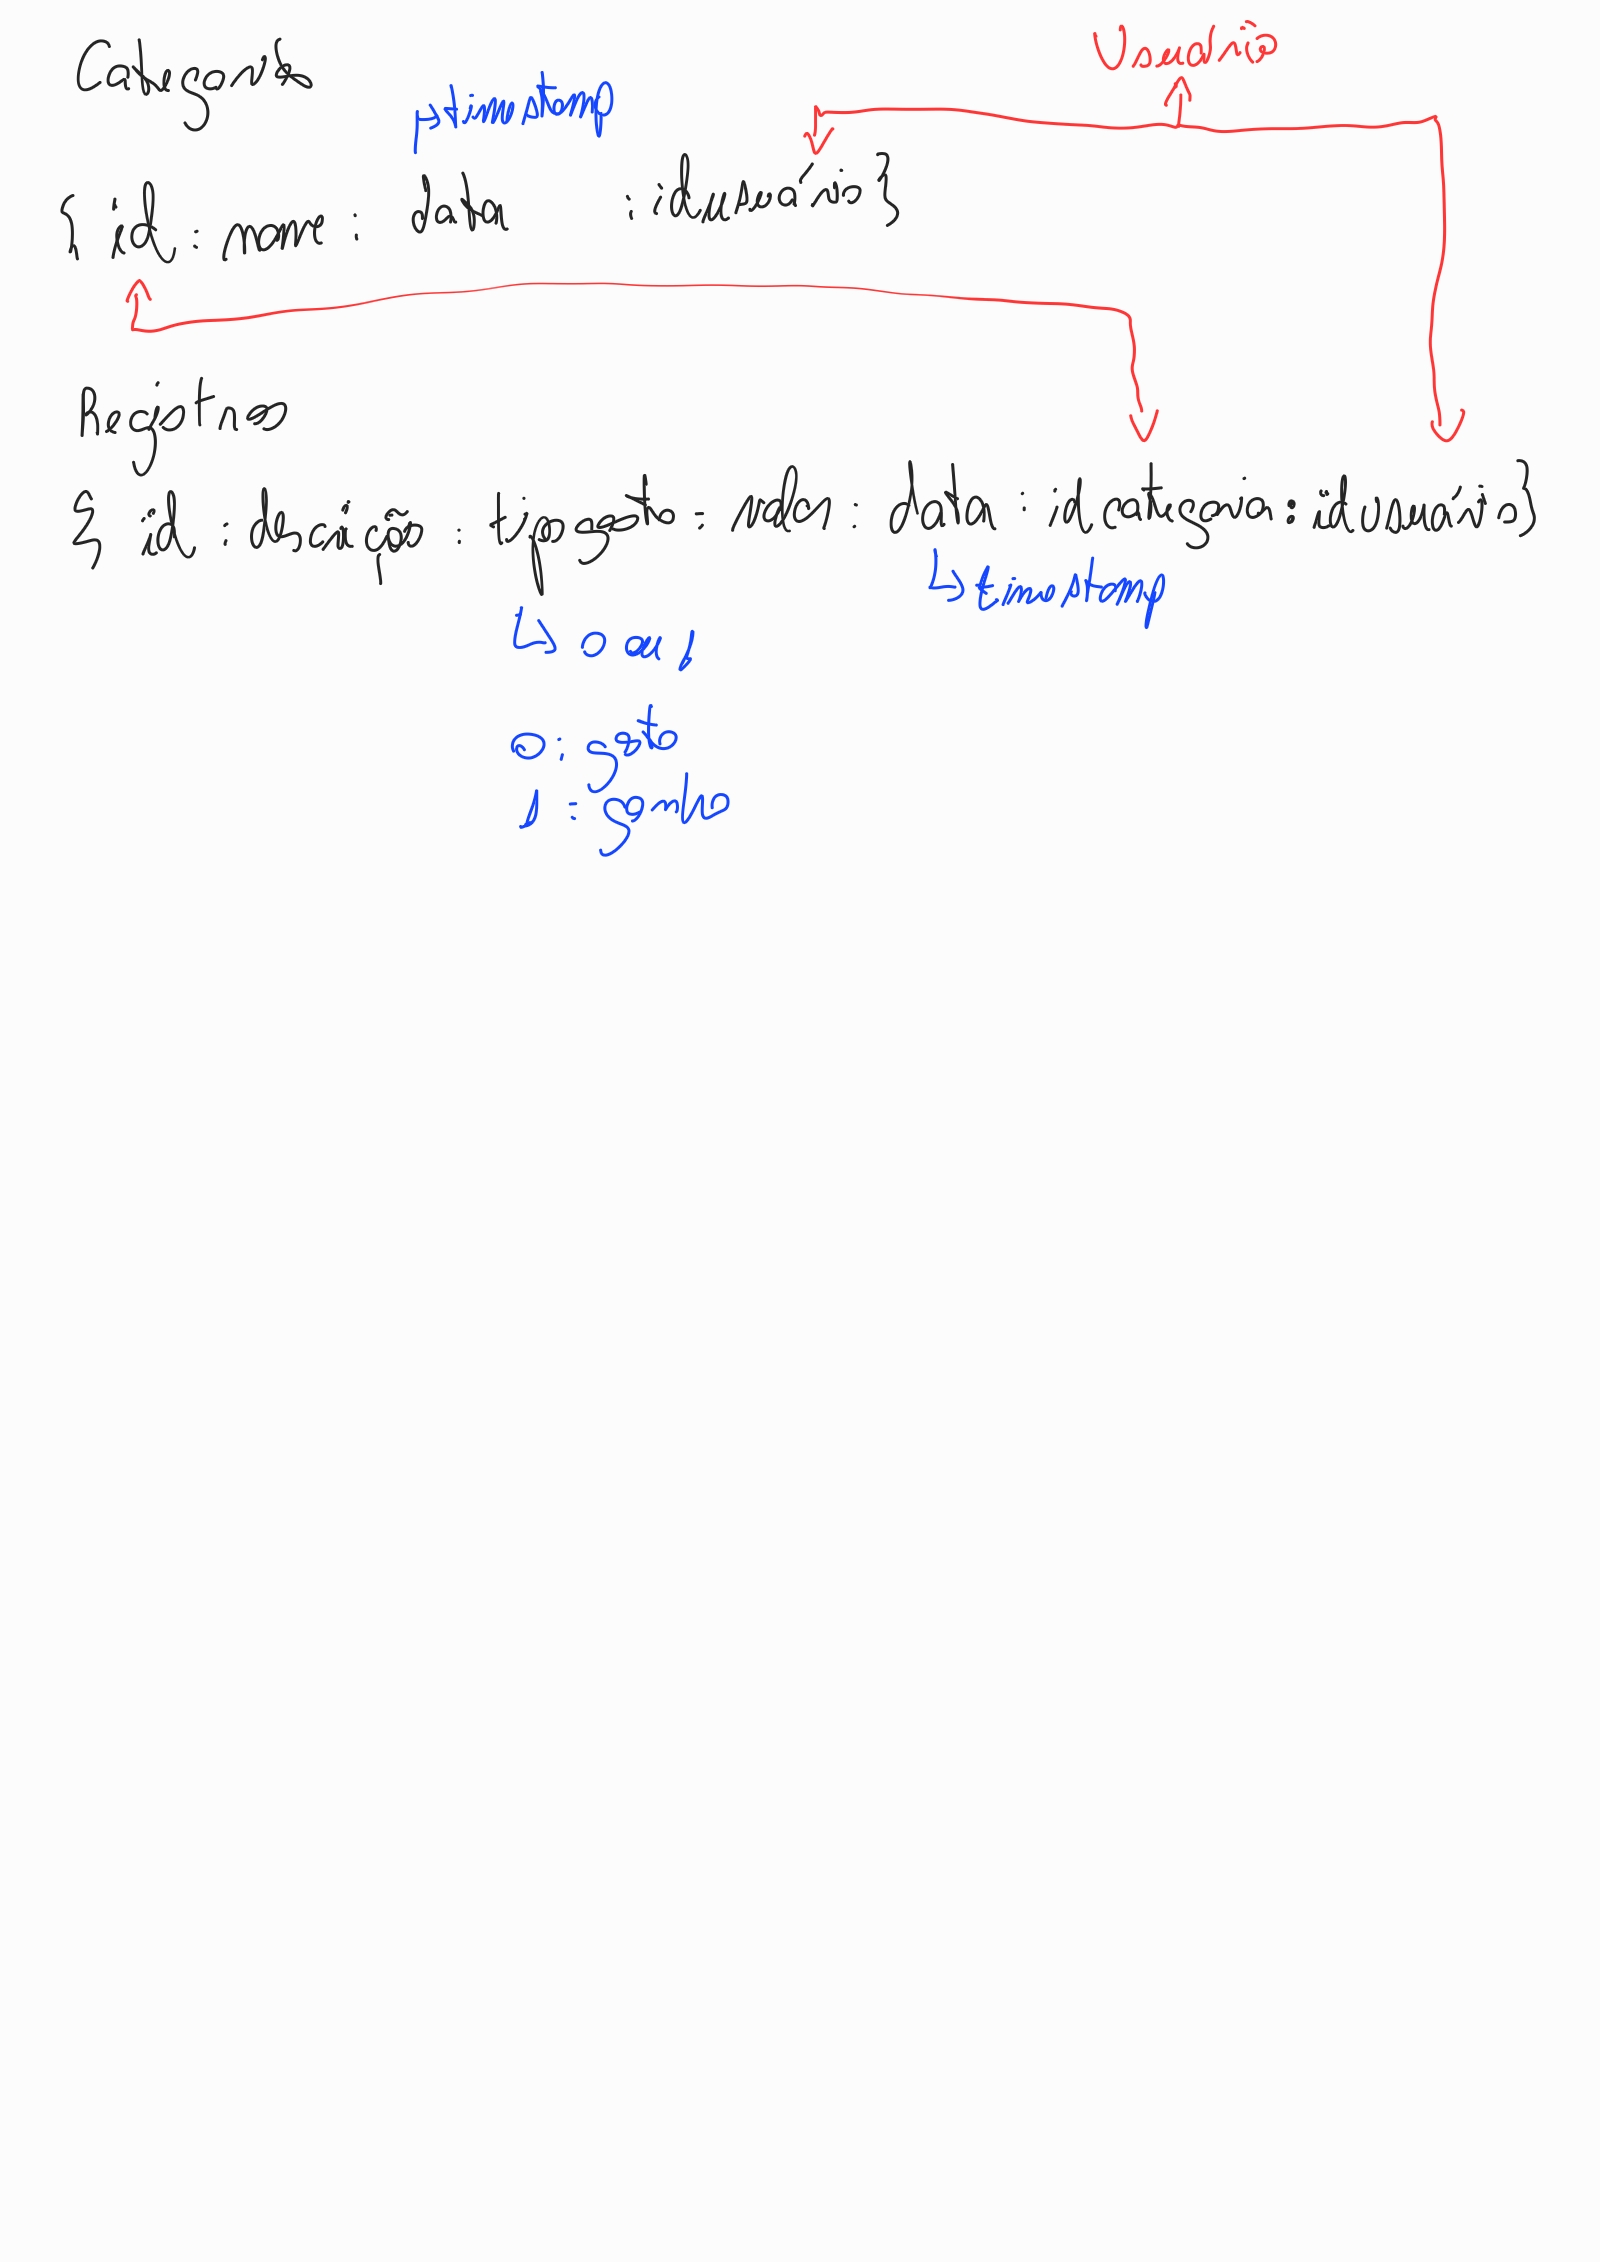 Usuário
Categorias
↳ timestamp
{ id : nome : data : idusuário }
Registros
{ id : descrição : tipogasto : valor : data : idcategoria : idusuário }
↳ timestamp
↳ 0 ou 1
0 : gasto
1 : ganho